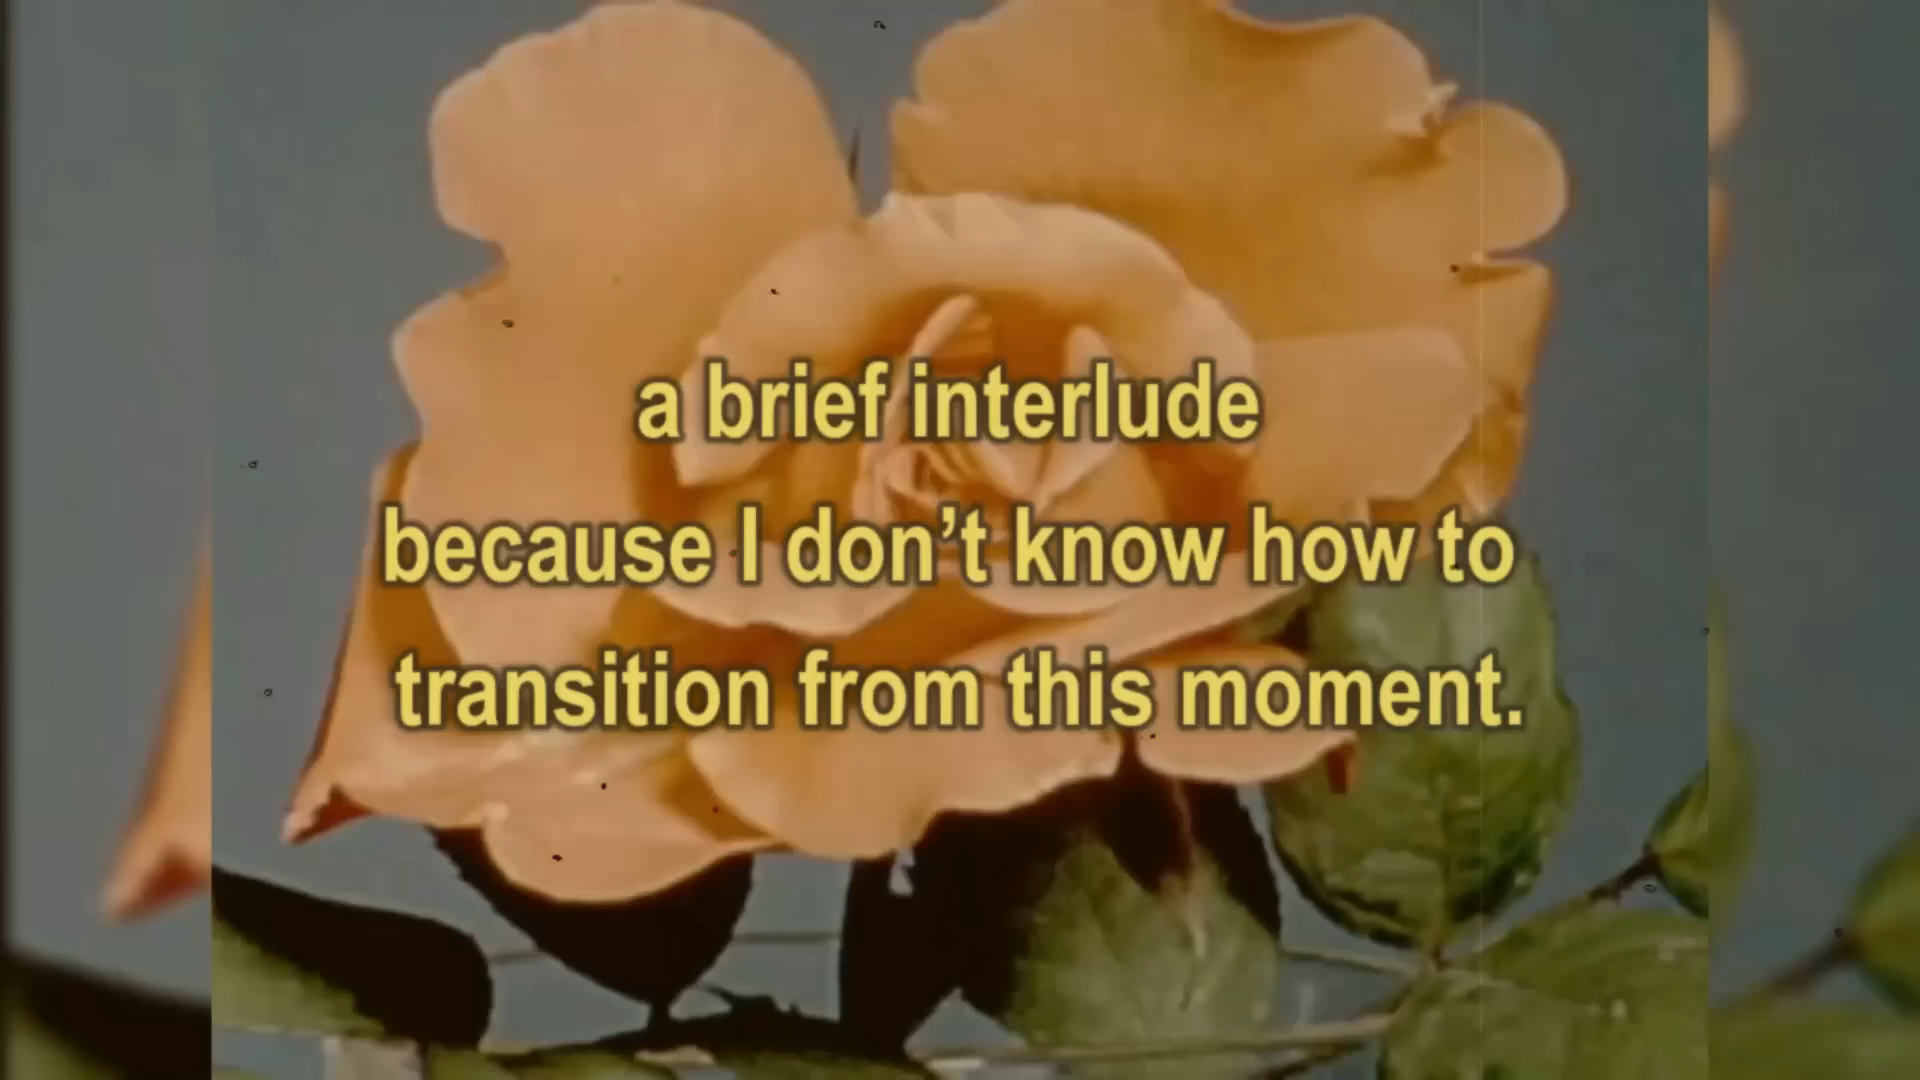 a brief interlude
because I don’t know how to
transition from this moment.